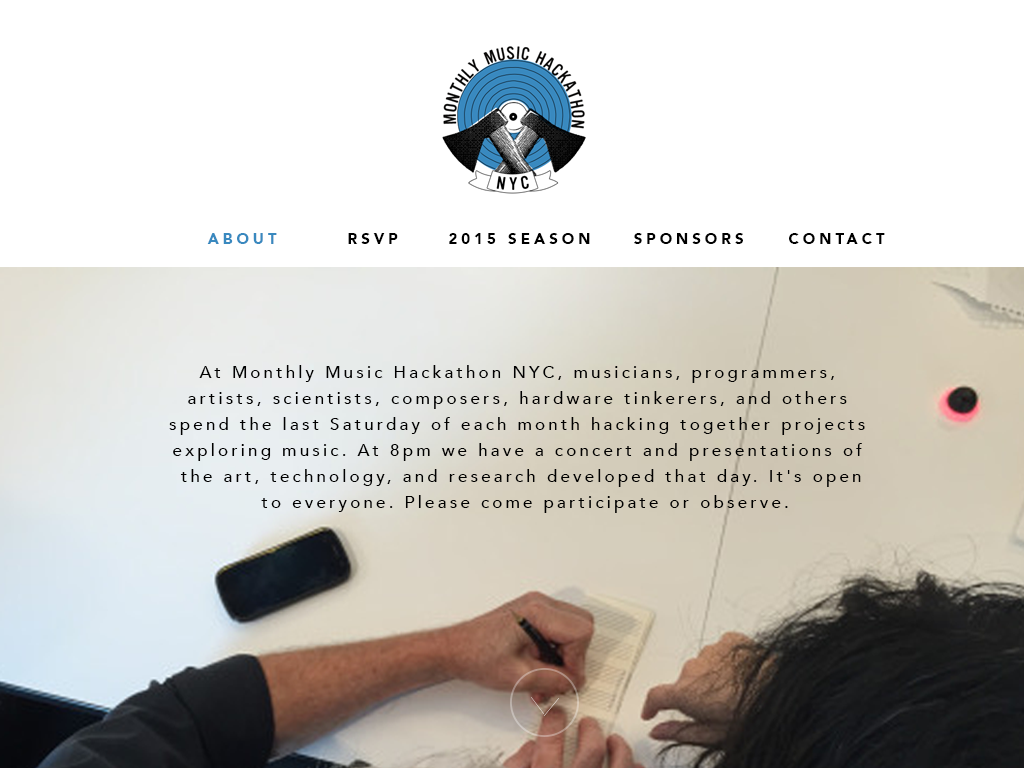 MONTHLY MUSIC HACKATHON
NYC
ABOUT RSVP 2015 SEASON SPONSORS CONTACT
At Monthly Music Hackathon NYC, musicians, programmers,
artists, scientists, composers, hardware tinkerers, and others
spend the last Saturday of each month hacking together projects
exploring music. At 8pm we have a concert and presentations of
the art, technology, and research developed that day. It's open
to everyone. Please come participate or observe.